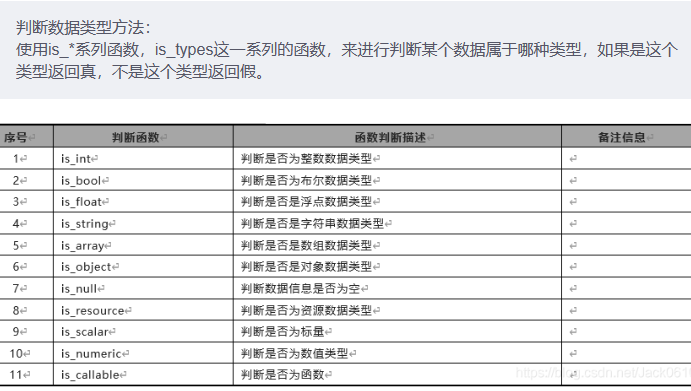 判断数据类型方法：
使用is_*系列函数，is_types这一系列的函数，来进行判断某个数据属于哪种类型，如果是这个
类型返回真，不是这个类型返回假。
序号 判断函数 函数判断描述 备注信息
1 is_int 判断是否为整数数据类型
2 is_bool 判断是否为布尔数据类型
3 is_float 判断是否是浮点数据类型
4 is_string 判断是否是字符串数据类型
5 is_array 判断是否是数组数据类型
6 is_object 判断是否是对象数据类型
7 is_null 判断数据信息是否为空
8 is_resource 判断是否为资源数据类型
9 is_scalar 判断是否为标量
10 is_numeric 判断是否为数值类型
11 is_callable 判断是否为函数
https://blog.csdn.net/Jack0610